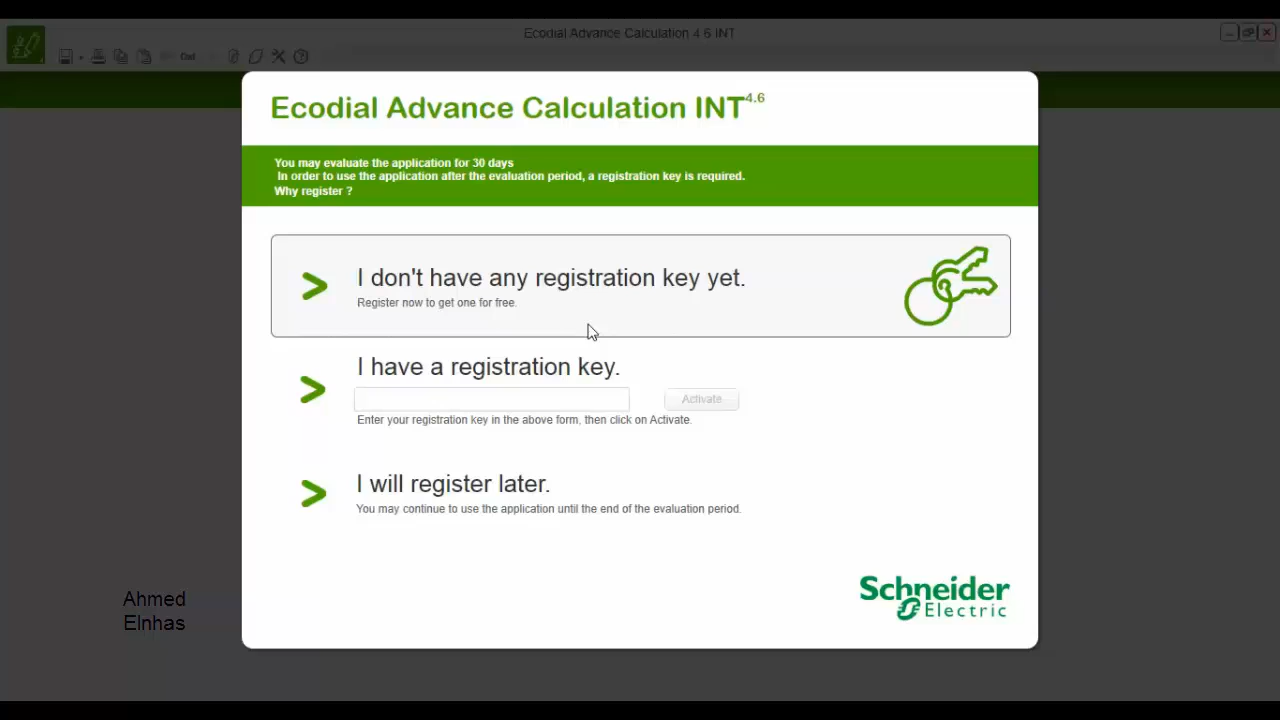 Ecodial Advance Calculation 4.6 INT
Ecodial Advance Calculation INT 4.6
You may evaluate the application for 30 days
In order to use the application after the evaluation period, a registration key is required.
Why register ?
I don't have any registration key yet.
Register now to get one for free.
I have a registration key.
Activate
Enter your registration key in the above form, then click on Activate.
I will register later.
You may continue to use the application until the end of the evaluation period.
Schneider
Electric
Ahmed
Elnhas